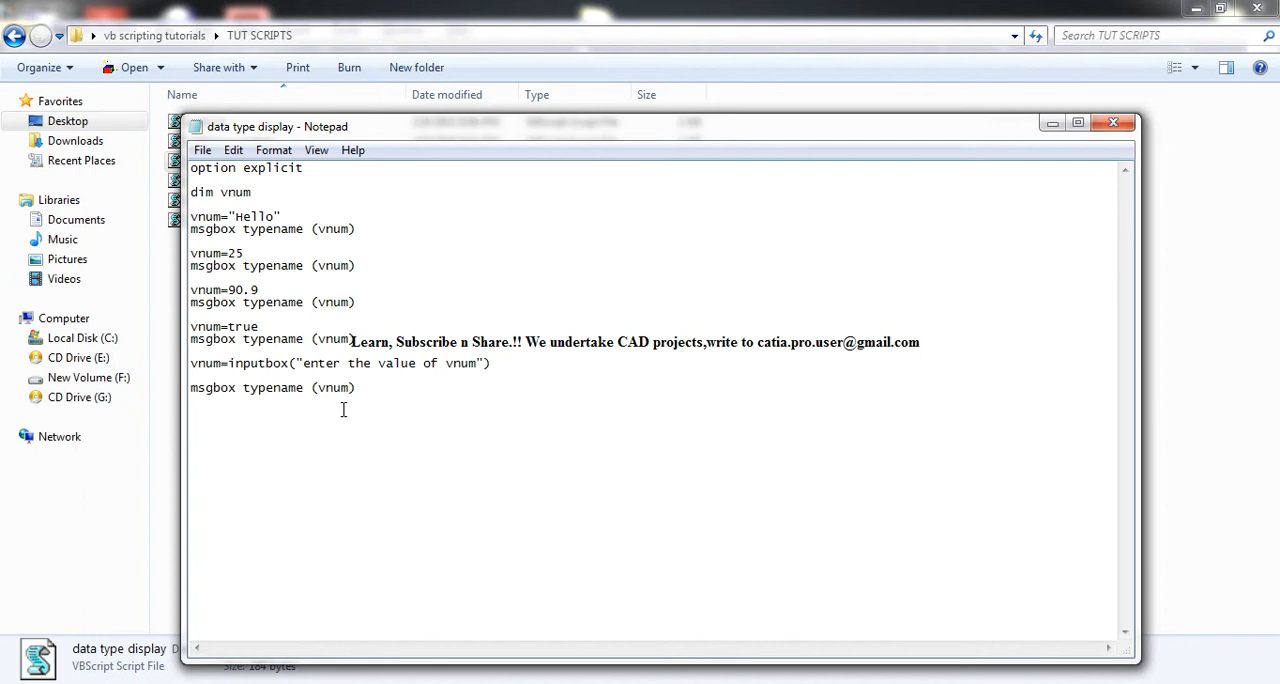 vb scripting tutorials
TUT SCRIPTS
Search TUT SCRIPTS
Organize
Open
Share with
Print
Burn
New folder
Name
Date modified
Type
Size
Favorites
Desktop
Downloads
Recent Places
Libraries
Documents
Music
Pictures
Videos
Computer
Local Disk (C:)
CD Drive (E:)
New Volume (F:)
CD Drive (G:)
Network
data type display - Notepad
File Edit Format View Help
option explicit
dim vnum
vnum="Hello"
msgbox typename (vnum)
vnum=25
msgbox typename (vnum)
vnum=90.9
msgbox typename (vnum)
vnum=true
msgbox typename (vnum)
Learn, Subscribe n Share.!! We undertake CAD projects,write to catia.pro.user@gmail.com
vnum=inputbox("enter the value of vnum")
msgbox typename (vnum)
data type display
VBScript Script File
Size: 184 bytes